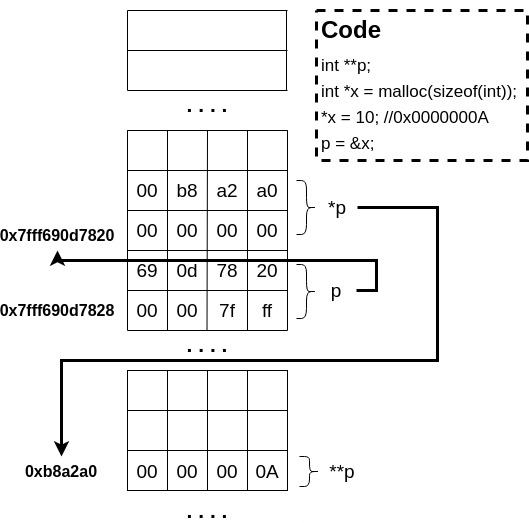 Code
int **p;
int *x = malloc(sizeof(int));
*x = 10; //0x0000000A
p = &x;
. . . .
00 b8 a2 a0
*p
00 00 00 00
0x7fff690d7820
69 0d 78 20
p
0x7fff690d7828
00 00 7f ff
. . . .
0xb8a2a0
00 00 00 0A
**p
. . . .